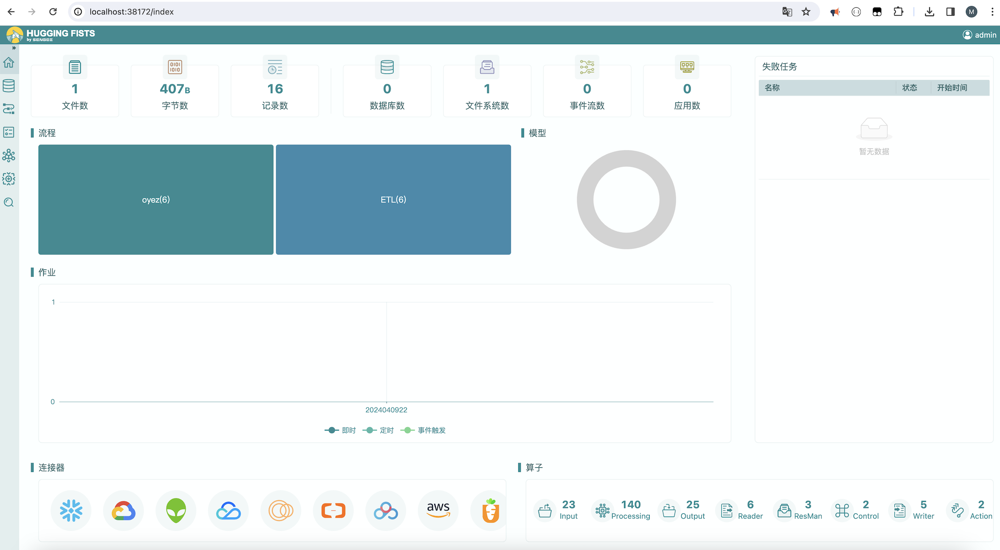 localhost:38172/index
M
HUGGING FISTS
by SENGEE
admin
1
文件数
0101
1010
407B
字节数
16
记录数
0
数据库数
1
文件系统数
0
事件流数
0
应用数
失败任务
名称 状态 开始时间
暂无数据
流程
oyez(6)
ETL(6)
模型
作业
1
0
2024040922
即时 定时 事件触发
连接器
aws
算子
23
Input
140
Processing
25
Output
6
Reader
3
ResMan
2
Control
5
Writer
2
Action